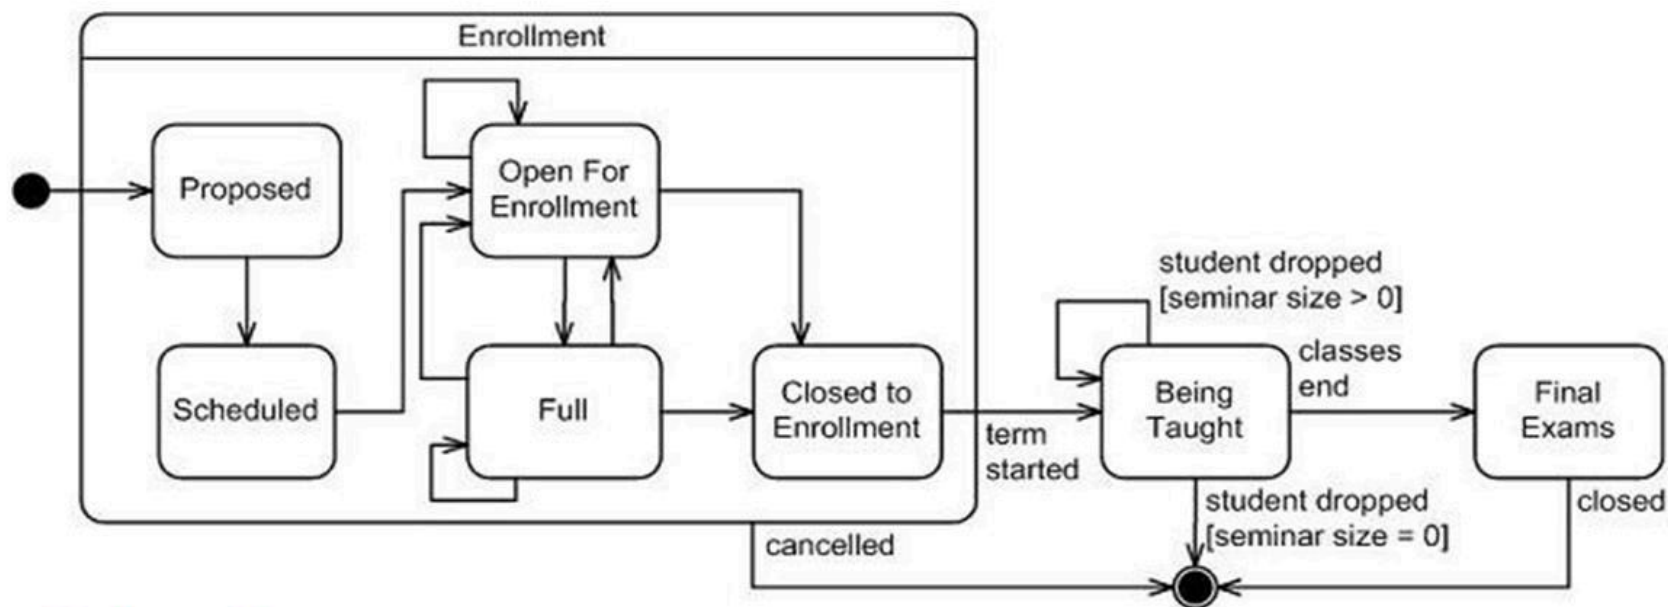 Enrollment
Proposed
Open For
Enrollment
Scheduled
Full
Closed to
Enrollment
term
started
student dropped
[seminar size > 0]
Being
Taught
classes
end
Final
Exams
student dropped
[seminar size = 0]
closed
cancelled